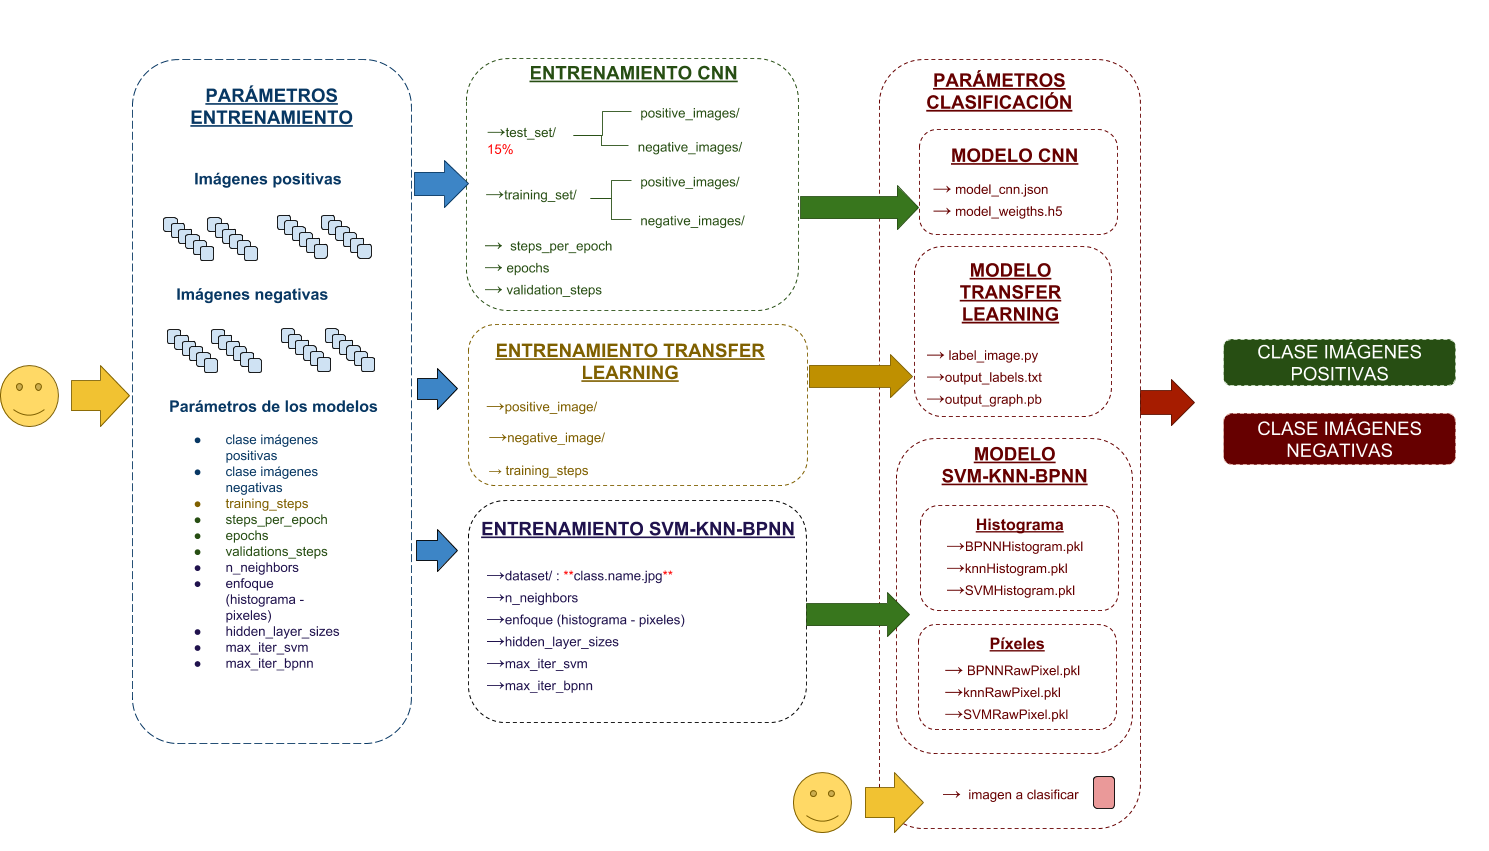 PARÁMETROS
ENTRENAMIENTO
Imágenes positivas
Imágenes negativas
Parámetros de los modelos
● clase imágenes
positivas
● clase imágenes
negativas
● training_steps
● steps_per_epoch
● epochs
● validations_steps
● n_neighbors
● enfoque
(histograma -
pixeles)
● hidden_layer_sizes
● max_iter_svm
● max_iter_bpnn
ENTRENAMIENTO CNN
→test_set/
15%
positive_images/
negative_images/
→training_set/
positive_images/
negative_images/
→ steps_per_epoch
→ epochs
→ validation_steps
ENTRENAMIENTO TRANSFER
LEARNING
→positive_image/
→negative_image/
→ training_steps
ENTRENAMIENTO SVM-KNN-BPNN
→dataset/ : **class.name.jpg**
→n_neighbors
→enfoque (histograma - pixeles)
→hidden_layer_sizes
→max_iter_svm
→max_iter_bpnn
PARÁMETROS
CLASIFICACIÓN
MODELO CNN
→ model_cnn.json
→ model_weigths.h5
MODELO
TRANSFER
LEARNING
→ label_image.py
→output_labels.txt
→output_graph.pb
MODELO
SVM-KNN-BPNN
Histograma
→BPNNHistogram.pkl
→knnHistogram.pkl
→SVMHistogram.pkl
Píxeles
→ BPNNRawPixel.pkl
→knnRawPixel.pkl
→SVMRawPixel.pkl
→ imagen a clasificar
CLASE IMÁGENES
POSITIVAS
CLASE IMÁGENES
NEGATIVAS